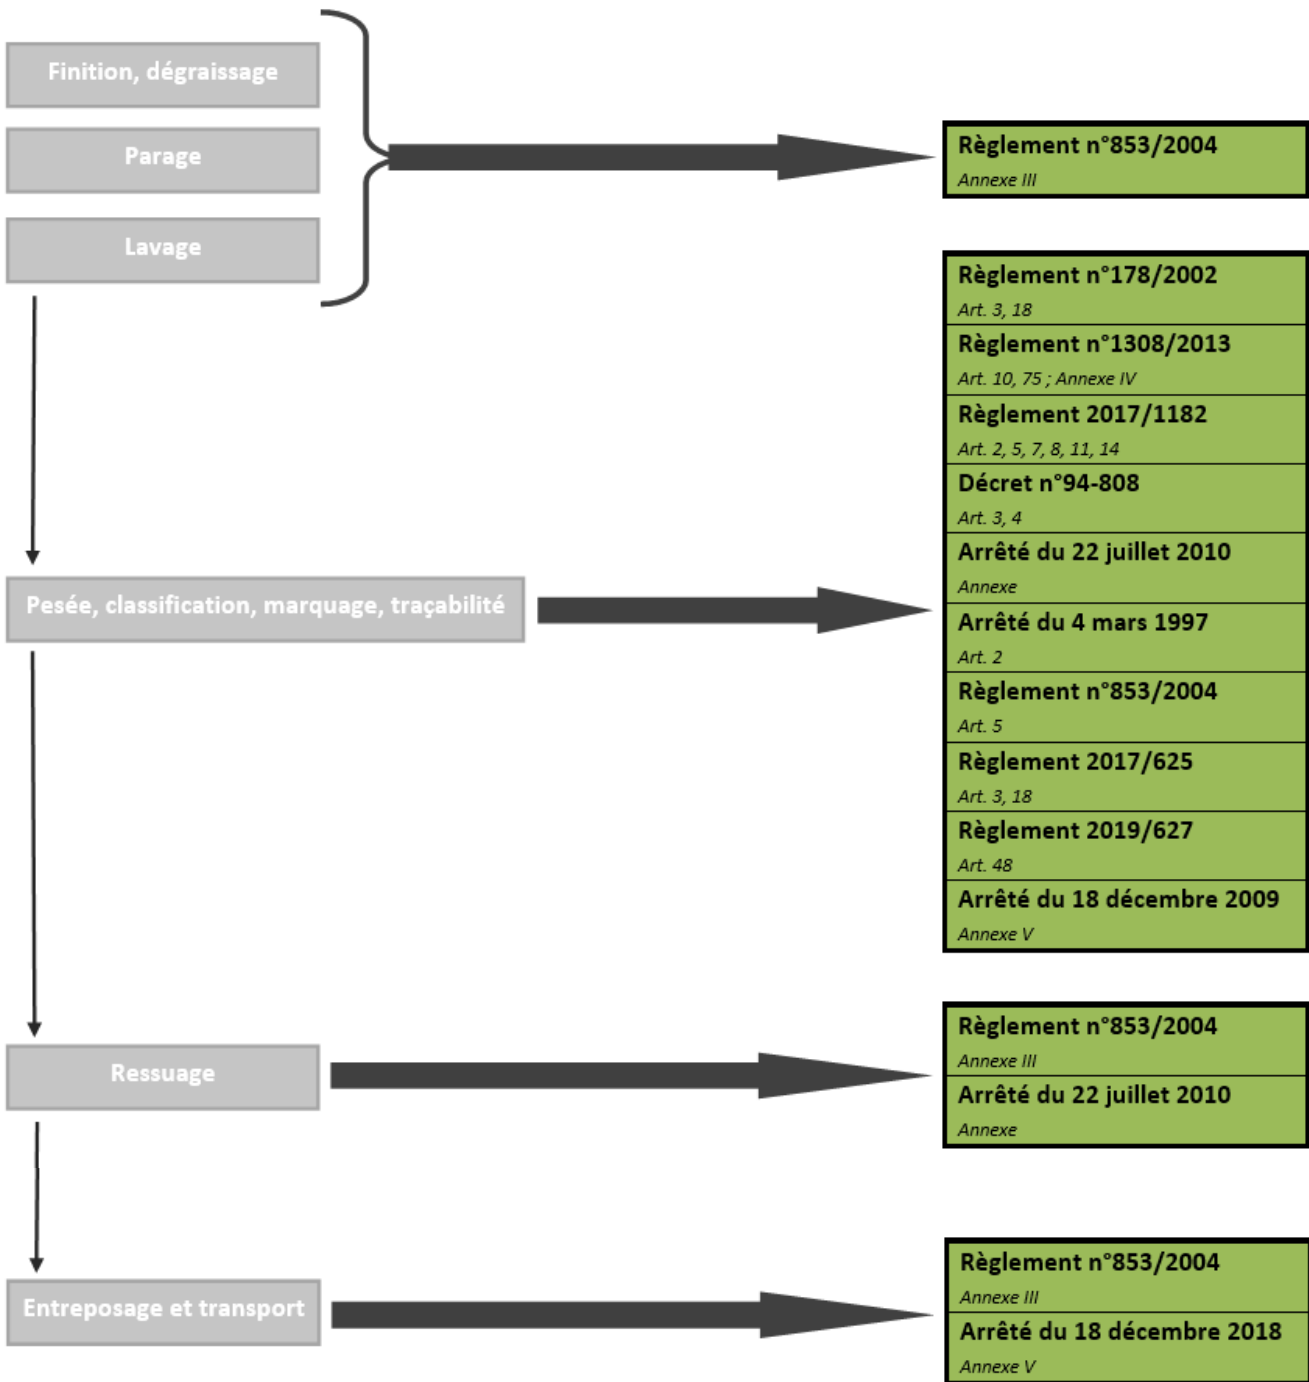 Finition, dégraissage
Parage
Lavage
Règlement n°853/2004
Annexe III
Pesée, classification, marquage, traçabilité
Règlement n°178/2002
Art. 3, 18
Règlement n°1308/2013
Art. 10, 75 ; Annexe IV
Règlement 2017/1182
Art. 2, 5, 7, 8, 11, 14
Décret n°94-808
Art. 3, 4
Arrêté du 22 juillet 2010
Annexe
Arrêté du 4 mars 1997
Art. 2
Règlement n°853/2004
Art. 5
Règlement 2017/625
Art. 3, 18
Règlement 2019/627
Art. 48
Arrêté du 18 décembre 2009
Annexe V
Ressuage
Règlement n°853/2004
Annexe III
Arrêté du 22 juillet 2010
Annexe
Entreposage et transport
Règlement n°853/2004
Annexe III
Arrêté du 18 décembre 2018
Annexe V